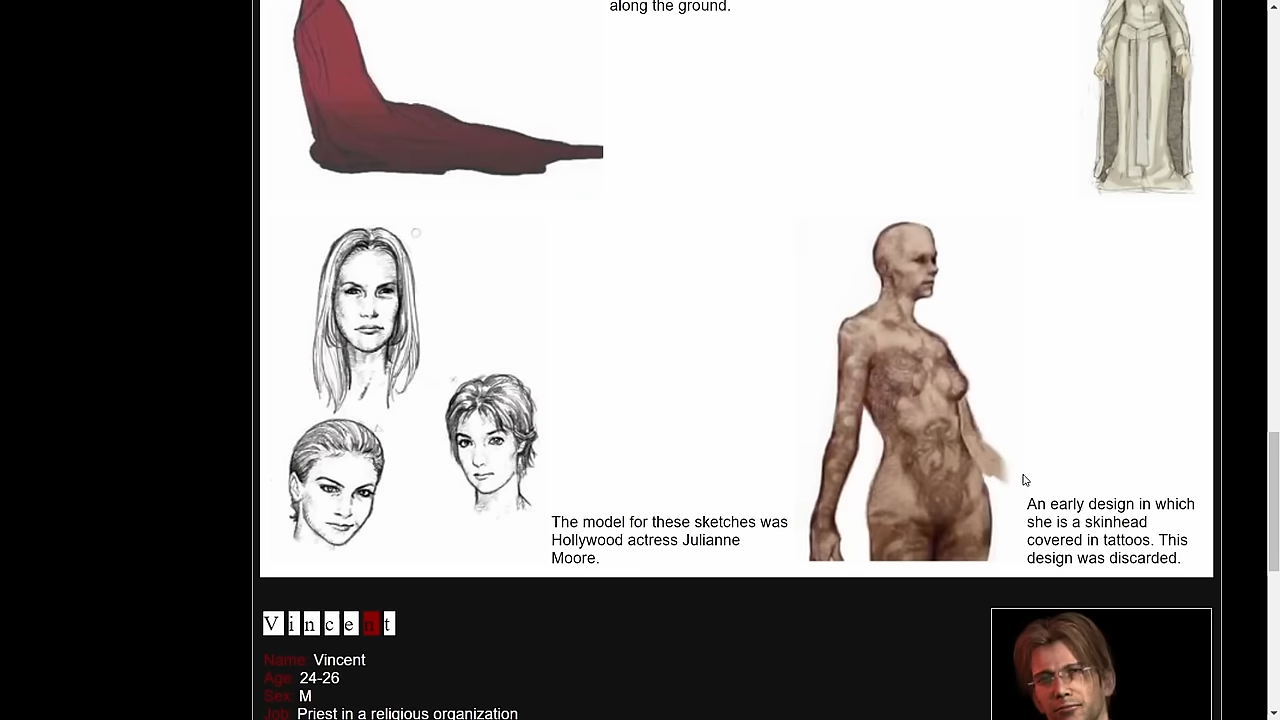 along the ground.
The model for these sketches was
Hollywood actress Julianne
Moore.
An early design in which
she is a skinhead
covered in tattoos. This
design was discarded.
Vincent
Name: Vincent
Age: 24-26
Sex: M
Job: Priest in a religious organization